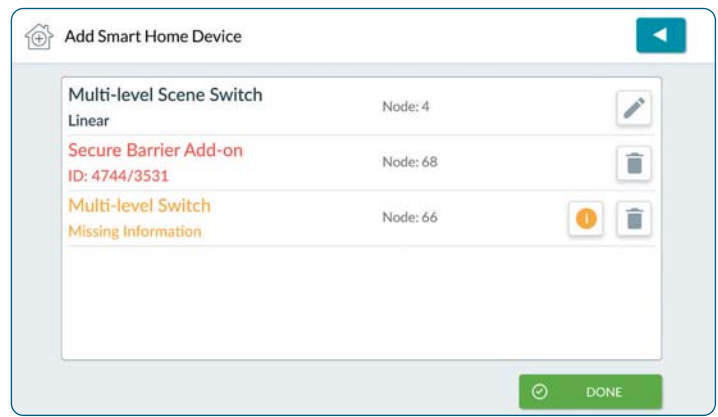 Add Smart Home Device
Multi-level Scene Switch
Linear
Node: 4
Secure Barrier Add-on
ID: 4744/3531
Node: 68
Multi-level Switch
Missing Information
Node: 66
DONE